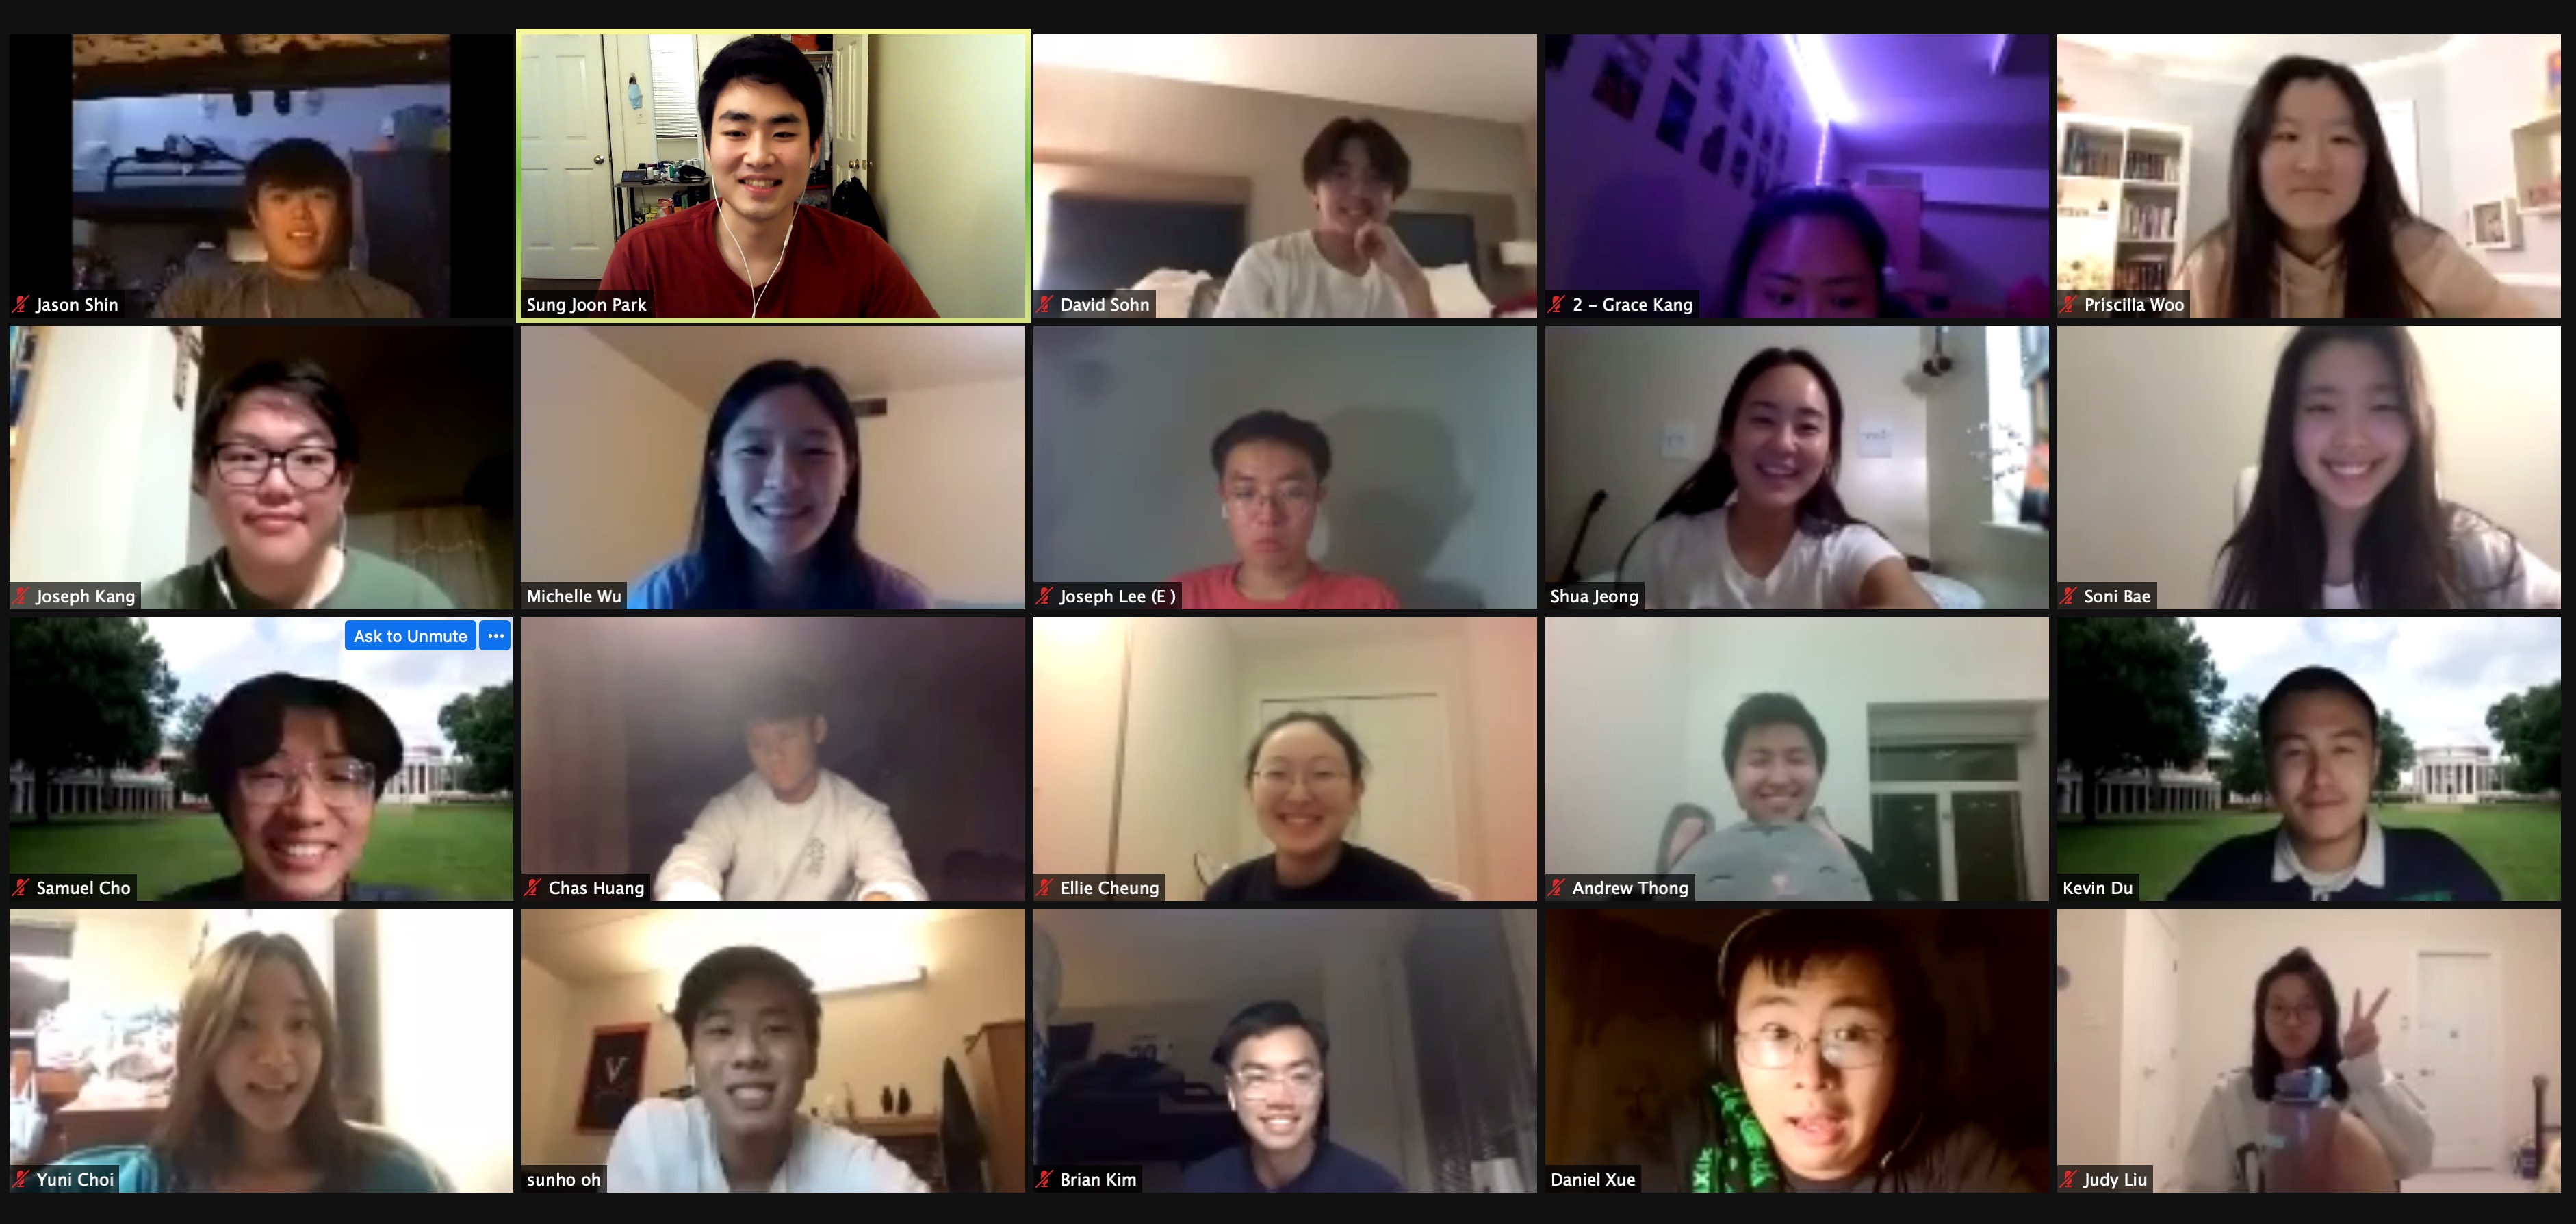 Jason Shin
Sung Joon Park
David Sohn
2 – Grace Kang
Priscilla Woo
Joseph Kang
Michelle Wu
Joseph Lee (E )
Shua Jeong
Soni Bae
Ask to Unmute
Samuel Cho
Chas Huang
Ellie Cheung
Andrew Thong
Kevin Du
V
Yuni Choi
sunho oh
Brian Kim
Daniel Xue
Judy Liu